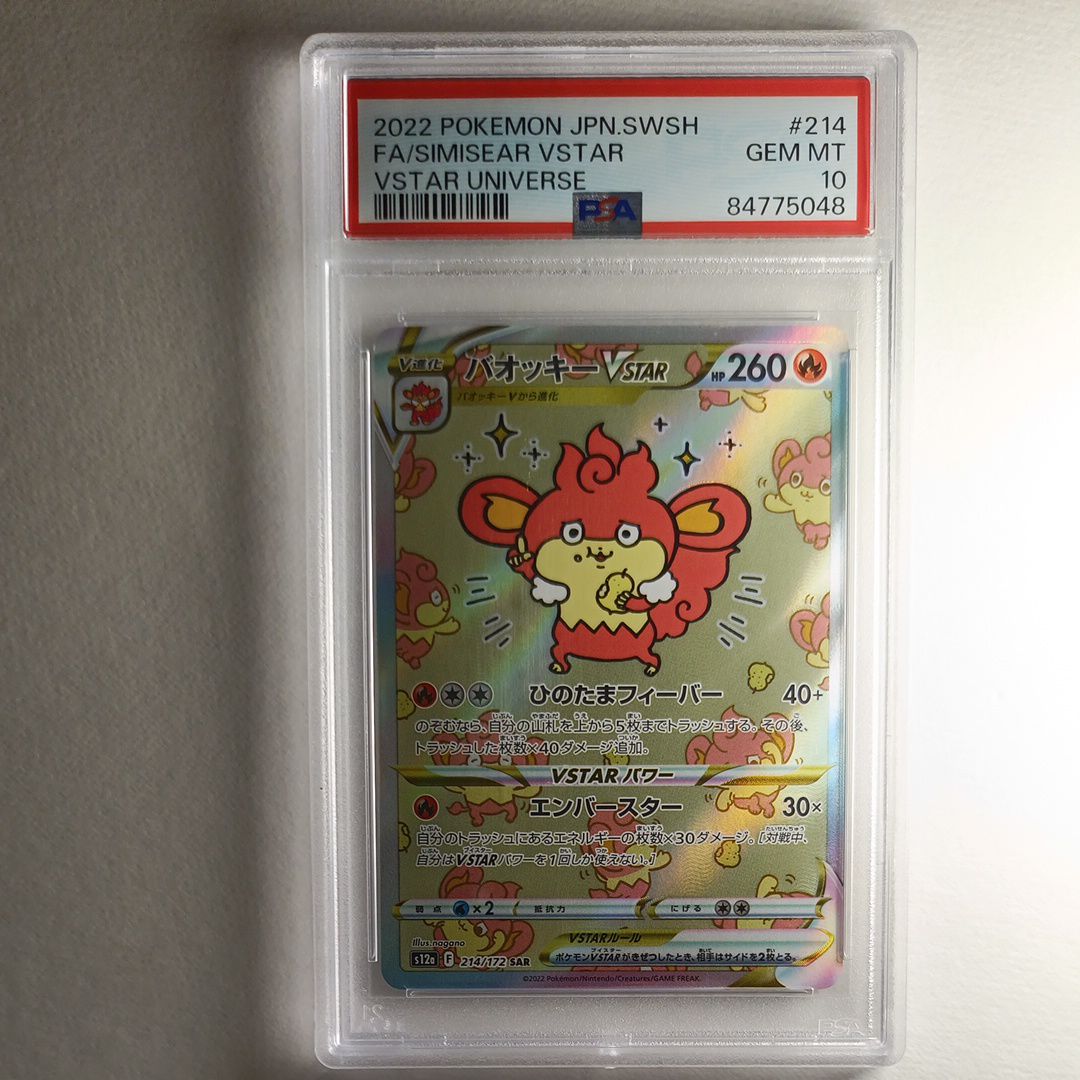 2022 POKEMON JPN.SWSH #214
FA/SIMISEAR VSTAR GEM MT
VSTAR UNIVERSE 10
PSA 84775048
V進化 バオッキーVSTAR HP 260
バオッキーVから進化
ひのたまフィーバー 40+
のぞむなら、自分の山札を上から5枚までトラッシュする。その後、
トラッシュした枚数×40ダメージ追加。
VSTARパワー
エンバースター 30×
自分のトラッシュにあるエネルギーの枚数×30ダメージ。[対戦中、
自分はVSTARパワーを1回しか使えない。]
弱点 ×2 抵抗力 にげる
Illus.nagano VSTARルール
s12a F 214/172 SAR ポケモンVSTARがきぜつしたとき、相手はサイドを2枚とる。
©2022 Pokémon/Nintendo/Creatures/GAME FREAK.
PSA